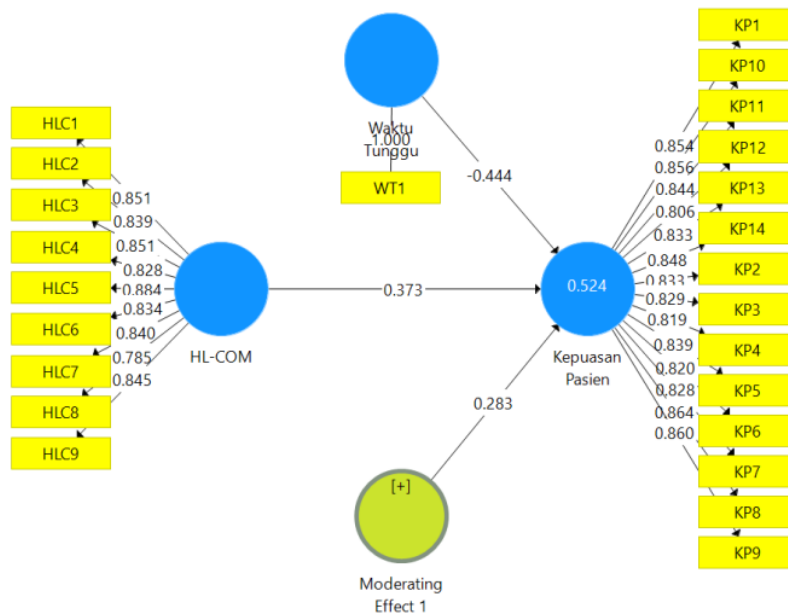 HLC1
HLC2
HLC3
HLC4
HLC5
HLC6
HLC7
HLC8
HLC9
0.851
0.839
0.851
0.828
0.884
0.834
0.840
0.785
0.845
HL-COM
Waktu
Tunggu
1.000
WT1
-0.444
0.373
0.283
[+]
Moderating
Effect 1
0.524
Kepuasan
Pasien
0.854
0.856
0.844
0.806
0.833
0.848
0.833
0.829
0.819
0.839
0.820
0.828
0.864
0.860
KP1
KP10
KP11
KP12
KP13
KP14
KP2
KP3
KP4
KP5
KP6
KP7
KP8
KP9